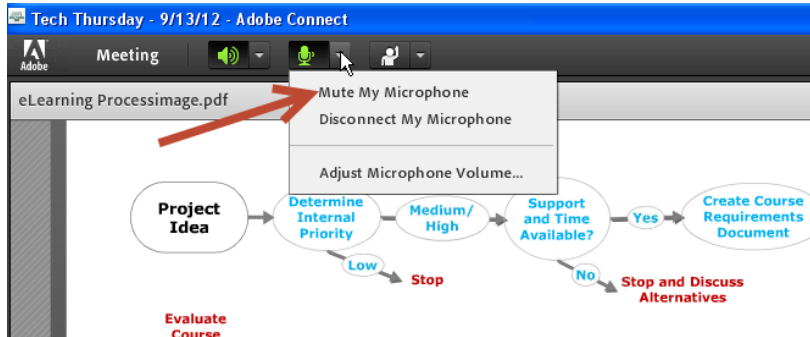 Tech Thursday - 9/13/12 - Adobe Connect
Adobe
Meeting
eLearning Processimage.pdf
Mute My Microphone
Disconnect My Microphone
Adjust Microphone Volume...
Project
Idea
Determine
Internal
Priority
Medium/
High
Support
and Time
Available?
Yes
Create Course
Requirements
Document
Low
Stop
No
Stop and Discuss
Alternatives
Evaluate
Course